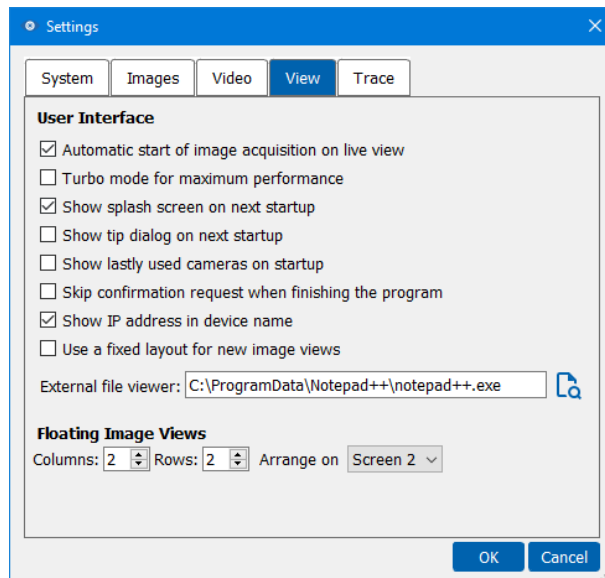 Settings
System Images Video View Trace
User Interface
Automatic start of image acquisition on live view
Turbo mode for maximum performance
Show splash screen on next startup
Show tip dialog on next startup
Show lastly used cameras on startup
Skip confirmation request when finishing the program
Show IP address in device name
Use a fixed layout for new image views
External file viewer: C:\ProgramData\Notepad++\notepad++.exe
Floating Image Views
Columns: 2 Rows: 2 Arrange on Screen 2
OK Cancel